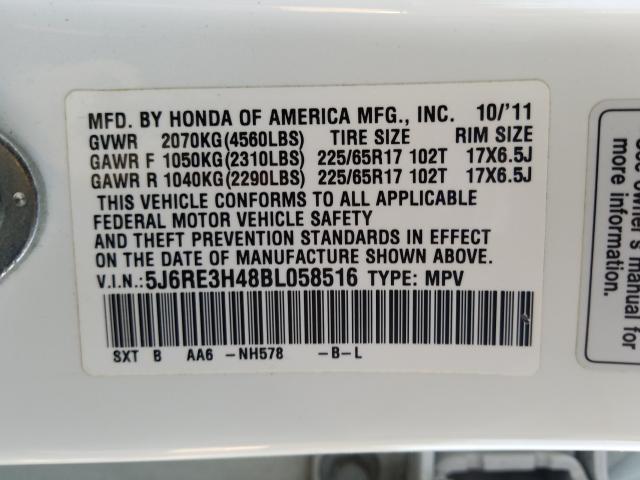 MFD. BY HONDA OF AMERICA MFG., INC. 10/'11
GVWR 2070KG(4560LBS) TIRE SIZE RIM SIZE
GAWR F 1050KG(2310LBS) 225/65R17 102T 17X6.5J
GAWR R 1040KG(2290LBS) 225/65R17 102T 17X6.5J
THIS VEHICLE CONFORMS TO ALL APPLICABLE
FEDERAL MOTOR VEHICLE SAFETY
AND THEFT PREVENTION STANDARDS IN EFFECT
ON THE DATE OF MANUFACTURE SHOWN ABOVE.
V.I.N.:5J6RE3H48BL058516 TYPE: MPV
SXT B AA6 -NH578 -B-L
owner's manual for
more information.